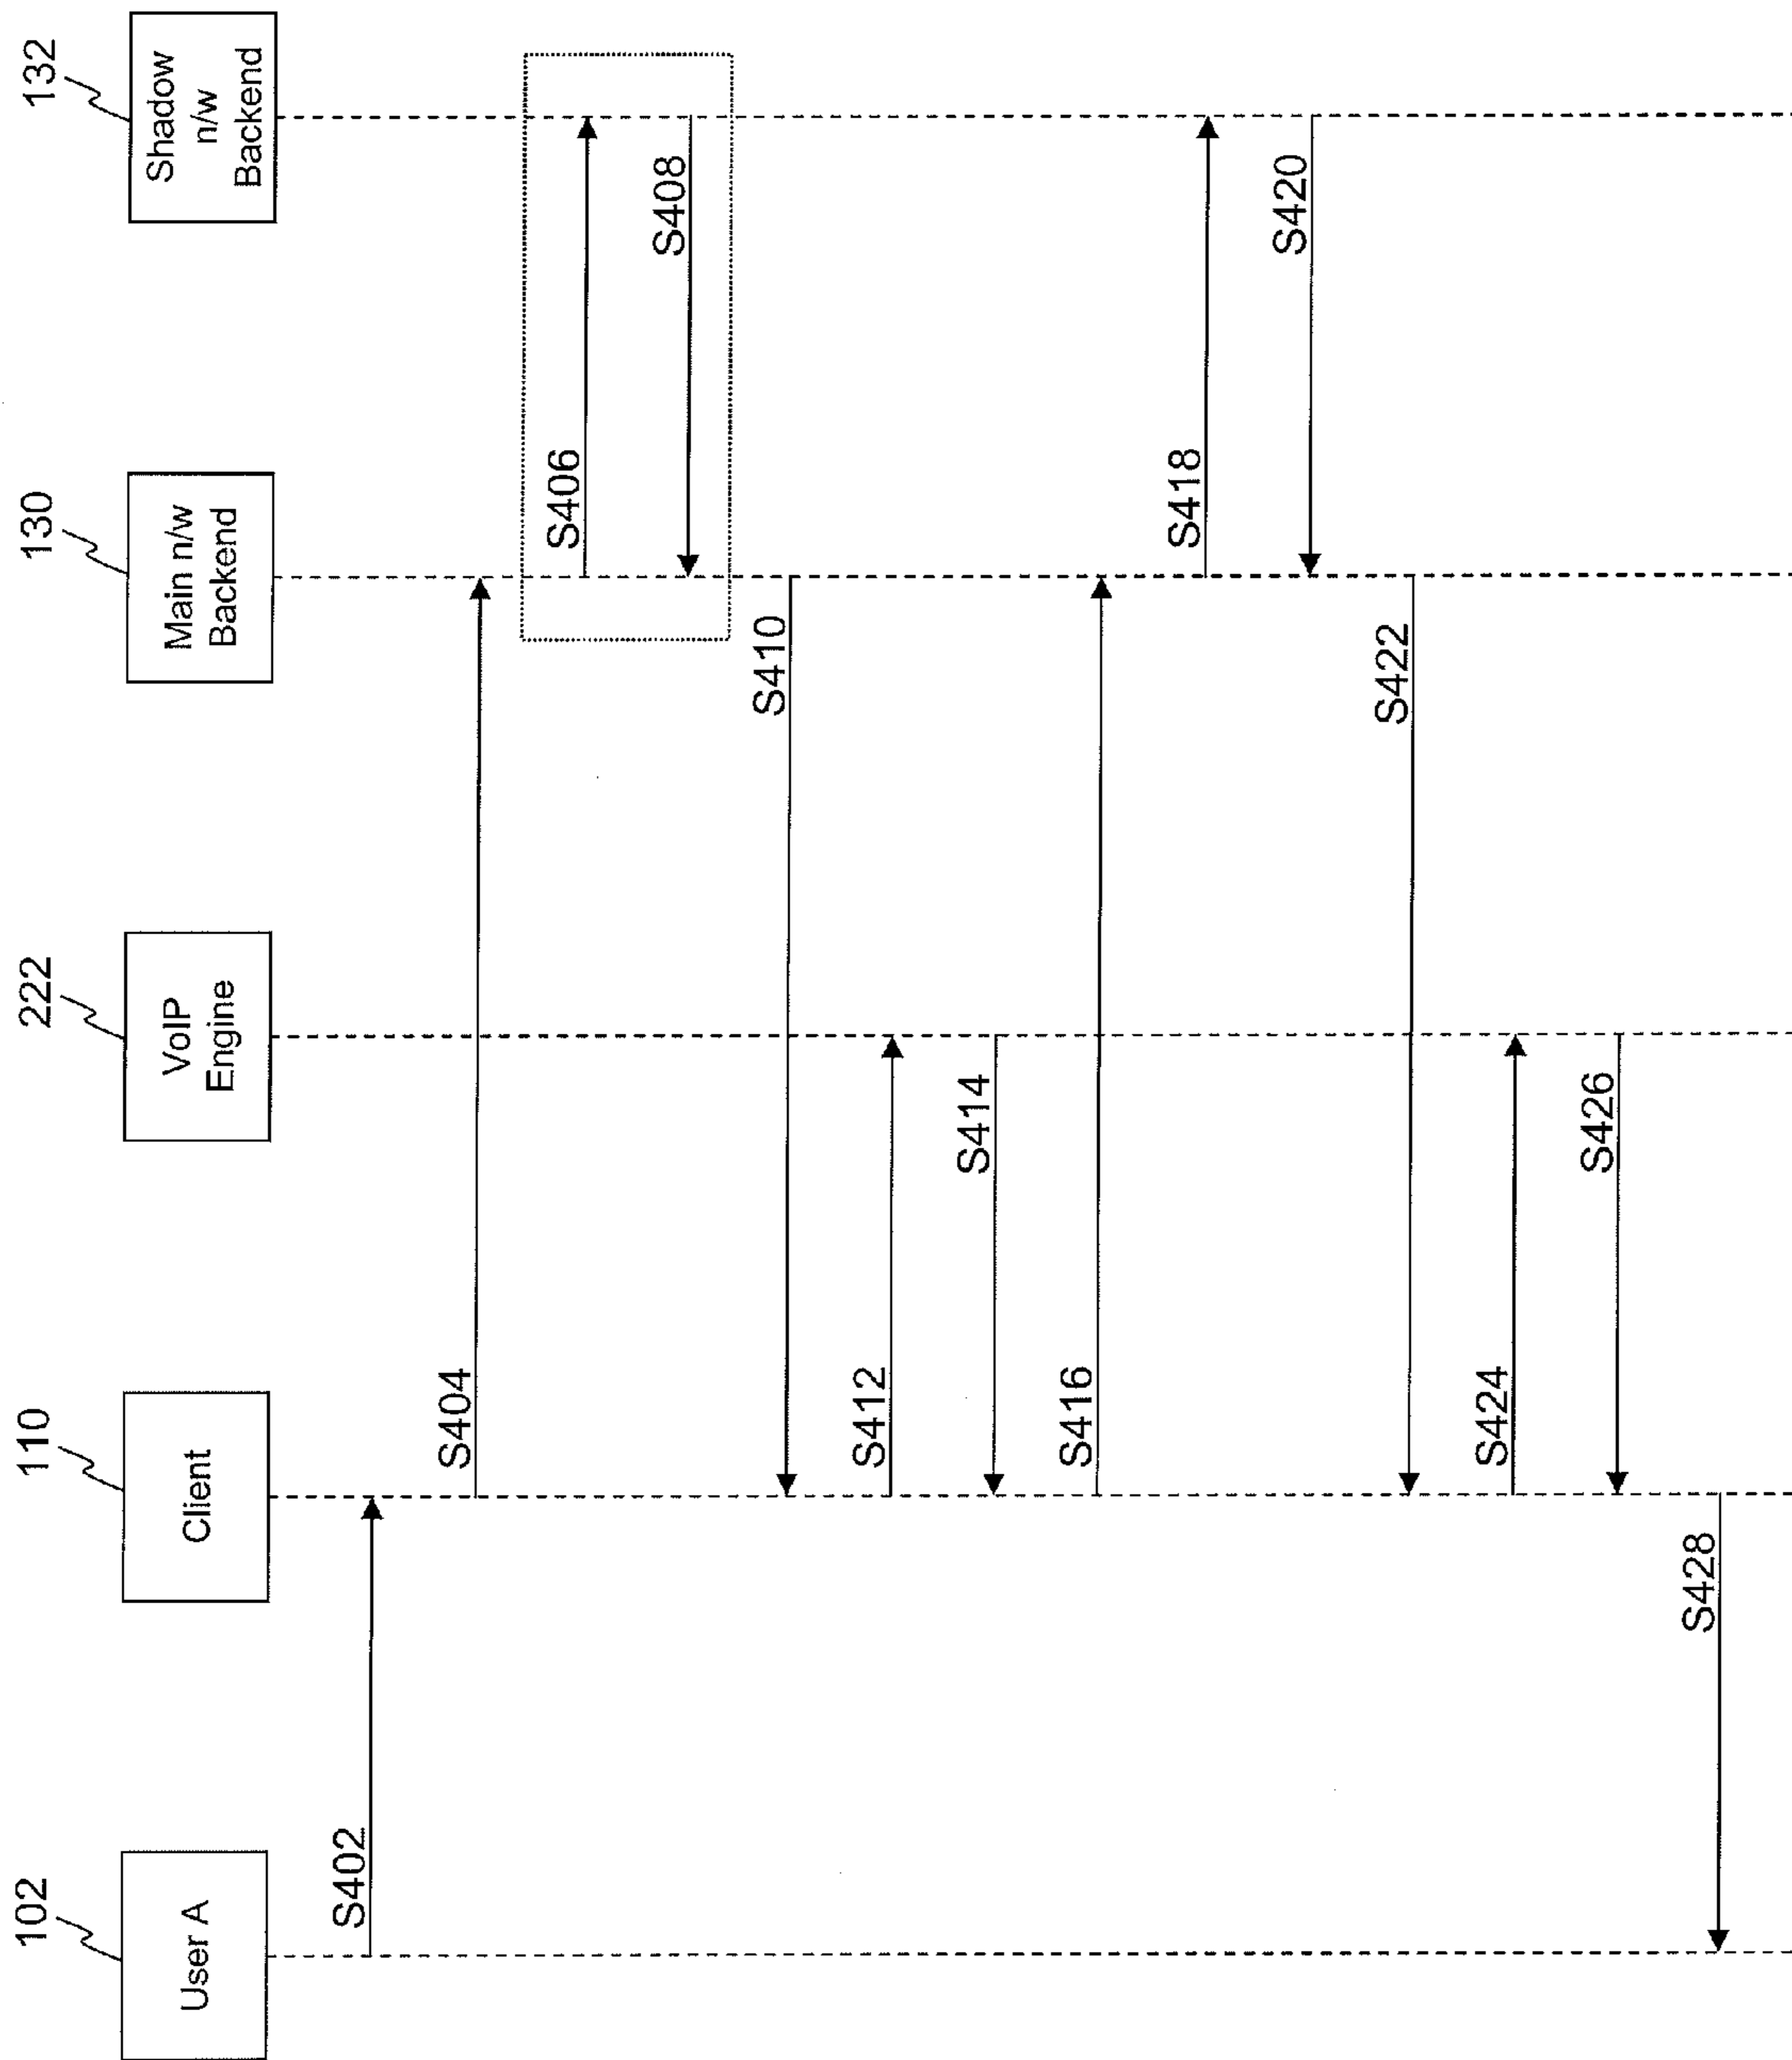 102
User A
110
Client
222
VoIP
Engine
130
Main n/w
Backend
132
Shadow
n/w
Backend
S402
S404
S406
S408
S410
S412
S414
S416
S418
S420
S422
S424
S426
S428